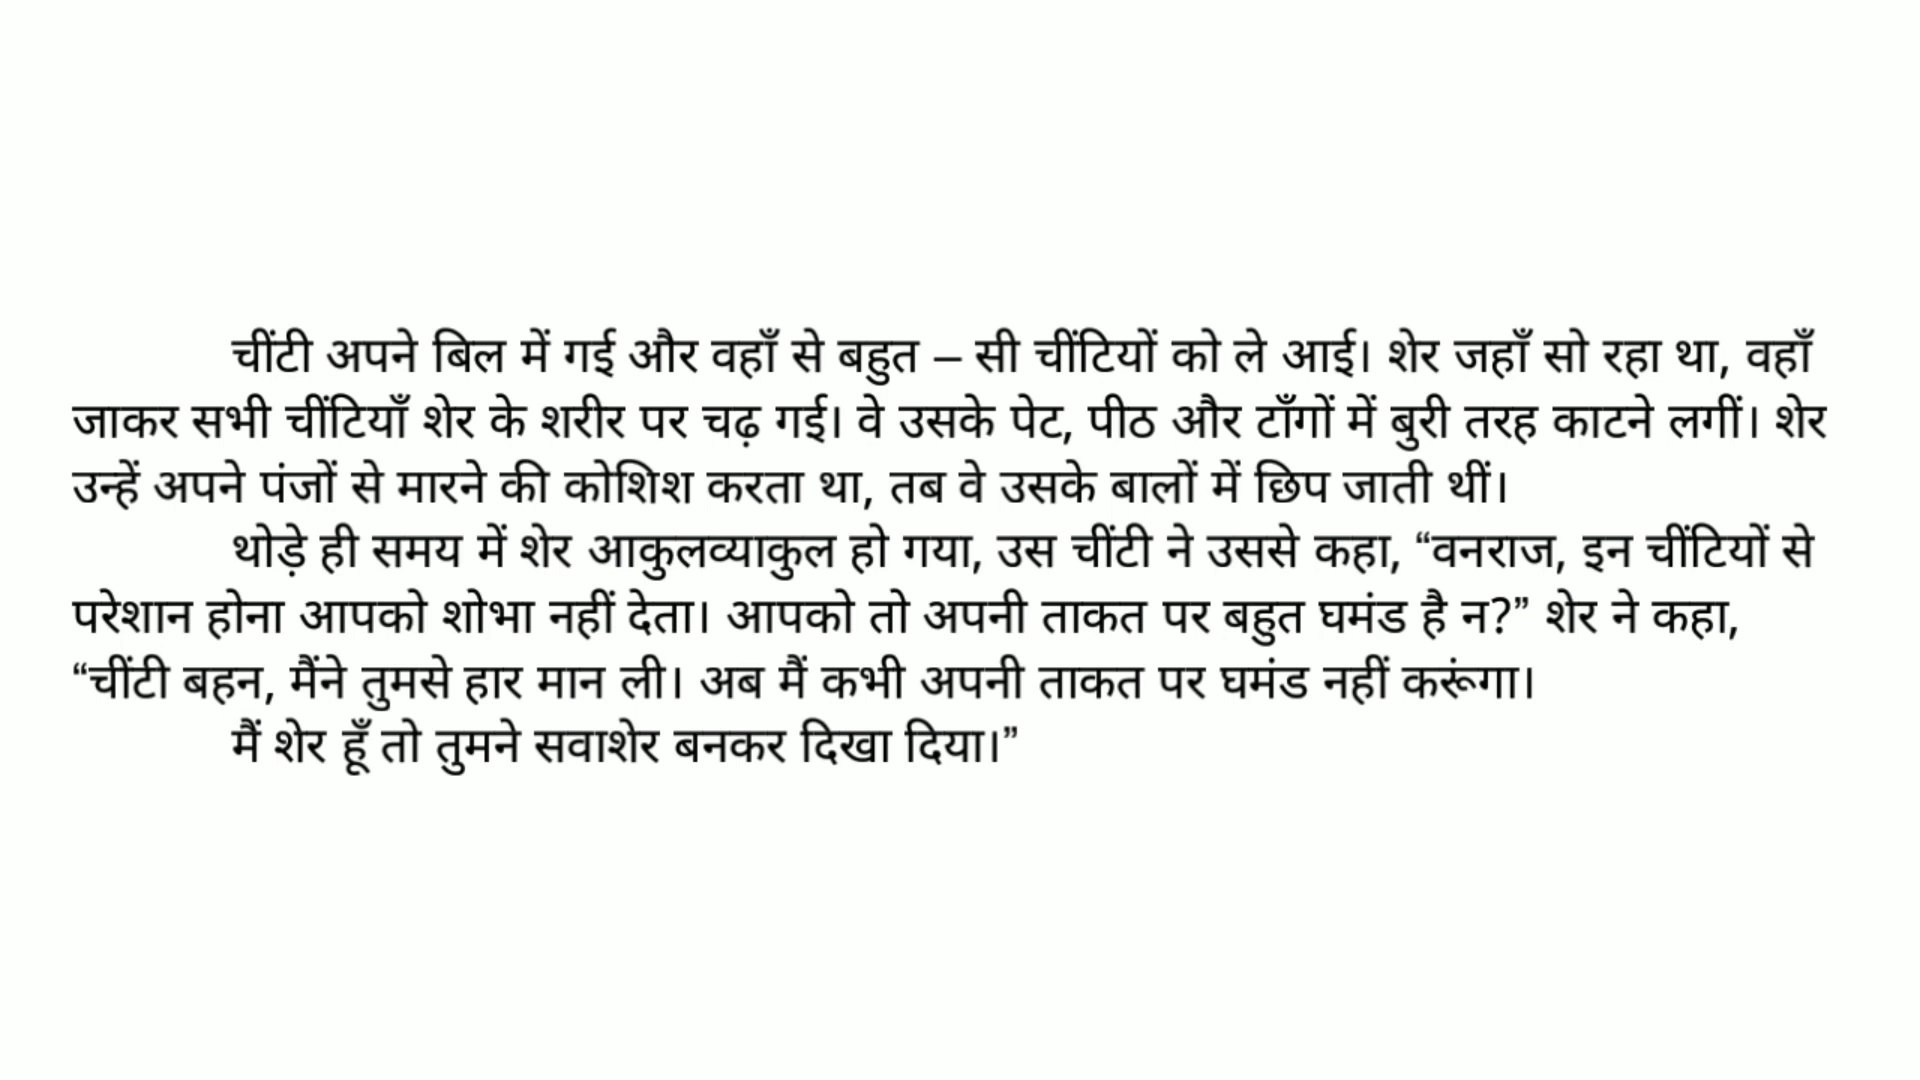 चींटी अपने बिल में गई और वहाँ से बहुत – सी चींटियों को ले आई। शेर जहाँ सो रहा था, वहाँ
जाकर सभी चींटियाँ शेर के शरीर पर चढ़ गई। वे उसके पेट, पीठ और टाँगों में बुरी तरह काटने लगीं। शेर
उन्हें अपने पंजों से मारने की कोशिश करता था, तब वे उसके बालों में छिप जाती थीं।
थोड़े ही समय में शेर आकुलव्याकुल हो गया, उस चींटी ने उससे कहा, “वनराज, इन चींटियों से
परेशान होना आपको शोभा नहीं देता। आपको तो अपनी ताकत पर बहुत घमंड है न?” शेर ने कहा,
“चींटी बहन, मैंने तुमसे हार मान ली। अब मैं कभी अपनी ताकत पर घमंड नहीं करूंगा।
मैं शेर हूँ तो तुमने सवाशेर बनकर दिखा दिया।”